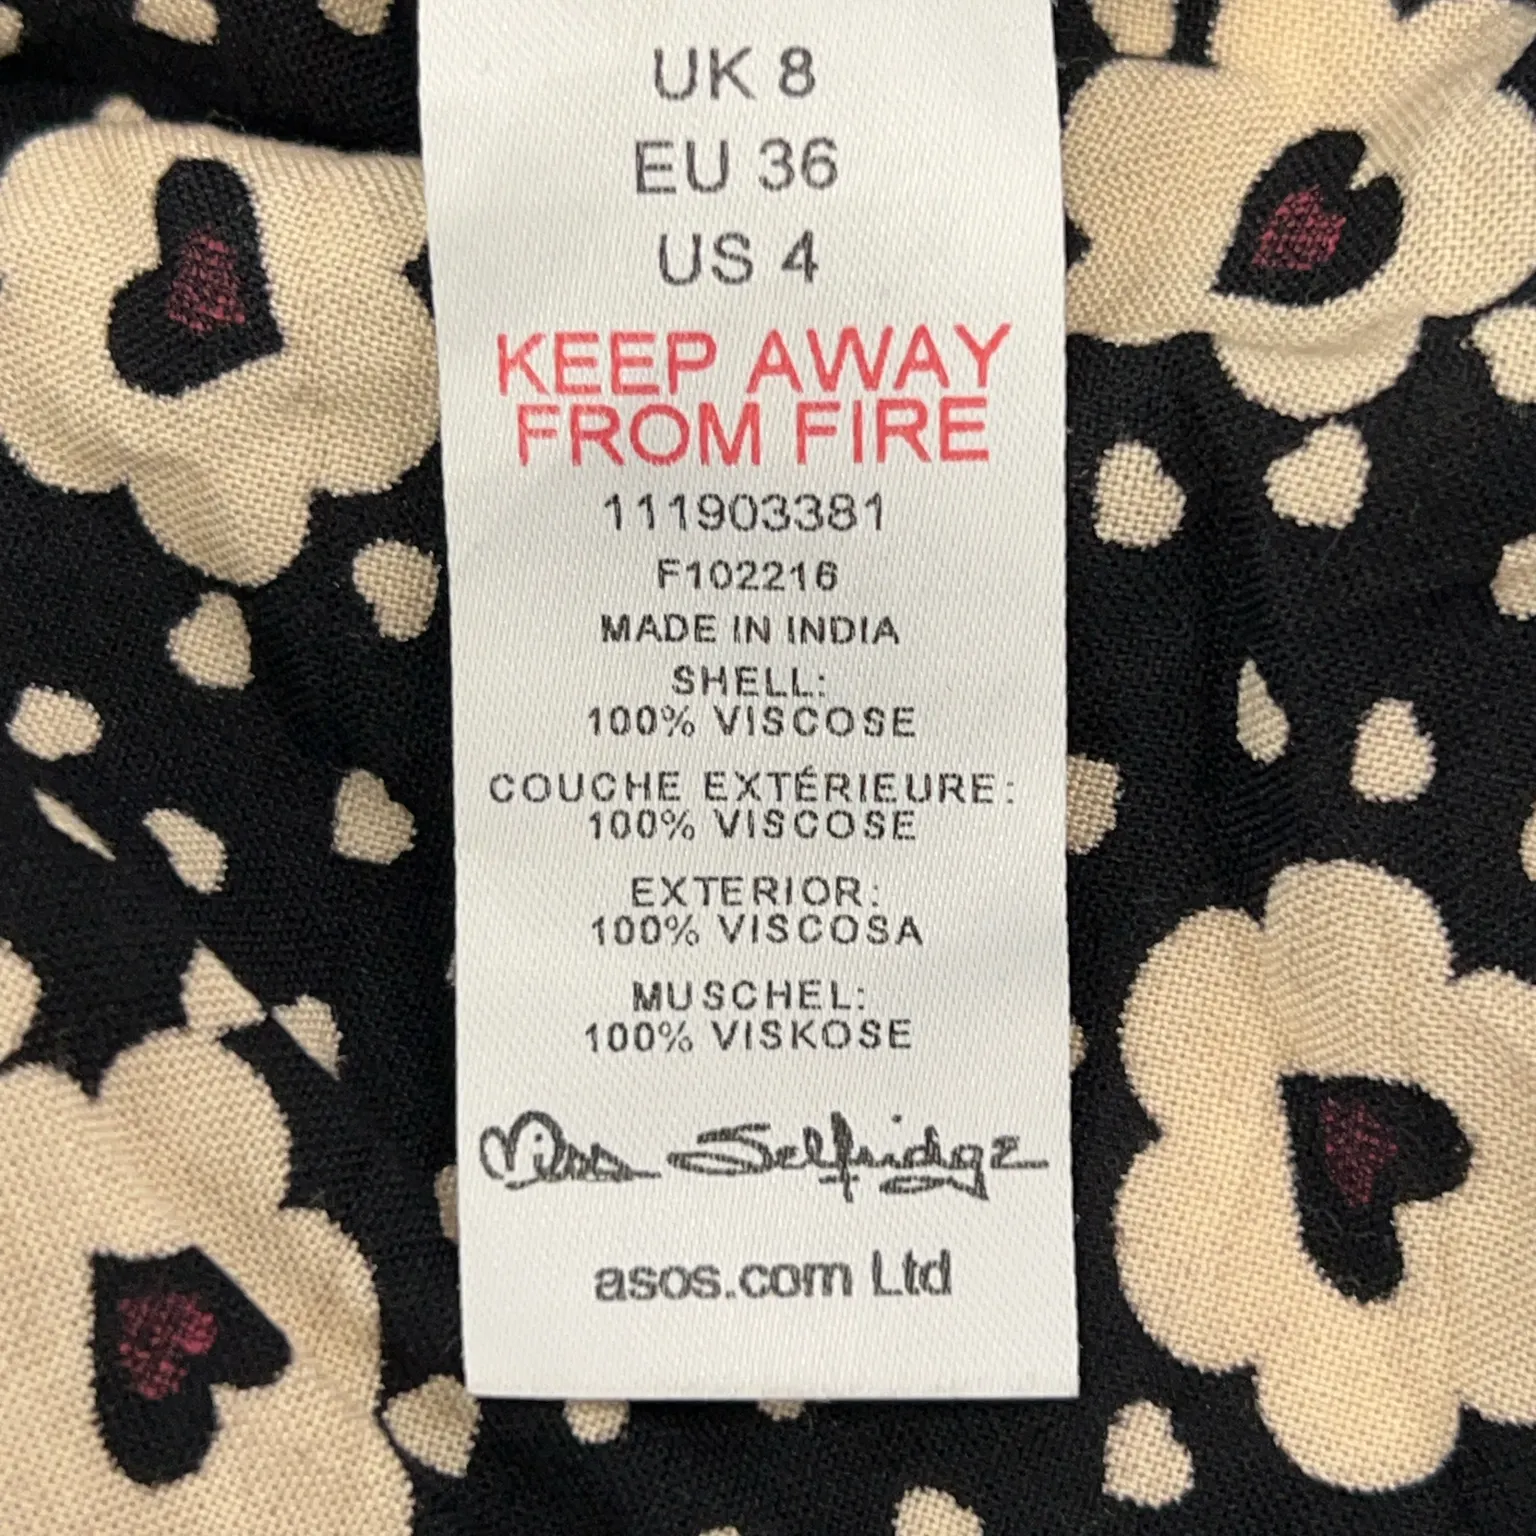 UK 8
EU 36
US 4
KEEP AWAY
FROM FIRE
111903381
F102216
MADE IN INDIA
SHELL:
100% VISCOSE
COUCHE EXTÉRIEURE:
100% VISCOSE
EXTERIOR:
100% VISCOSA
MUSCHEL:
100% VISKOSE
Miss Selfridge
asos.com Ltd